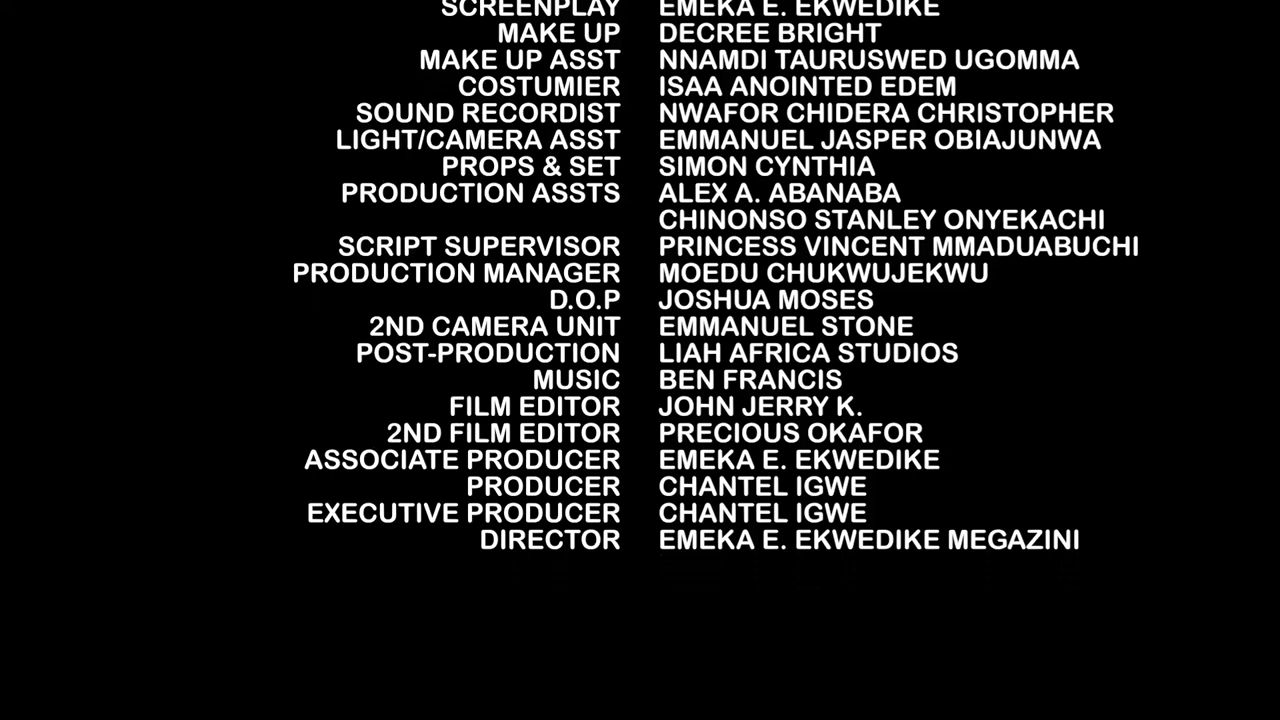 SCREENPLAY EMEKA E. EKWEDIKE
MAKE UP DECREE BRIGHT
MAKE UP ASST NNAMDI TAURUSWED UGOMMA
COSTUMIER ISAA ANOINTED EDEM
SOUND RECORDIST NWAFOR CHIDERA CHRISTOPHER
LIGHT/CAMERA ASST EMMANUEL JASPER OBIAJUNWA
PROPS & SET SIMON CYNTHIA
PRODUCTION ASSTS ALEX A. ABANABA
CHINONSO STANLEY ONYEKACHI
SCRIPT SUPERVISOR PRINCESS VINCENT MMADUABUCHI
PRODUCTION MANAGER MOEDU CHUKWUJEKWU
D.O.P JOSHUA MOSES
2ND CAMERA UNIT EMMANUEL STONE
POST-PRODUCTION LIAH AFRICA STUDIOS
MUSIC BEN FRANCIS
FILM EDITOR JOHN JERRY K.
2ND FILM EDITOR PRECIOUS OKAFOR
ASSOCIATE PRODUCER EMEKA E. EKWEDIKE
PRODUCER CHANTEL IGWE
EXECUTIVE PRODUCER CHANTEL IGWE
DIRECTOR EMEKA E. EKWEDIKE MEGAZINI